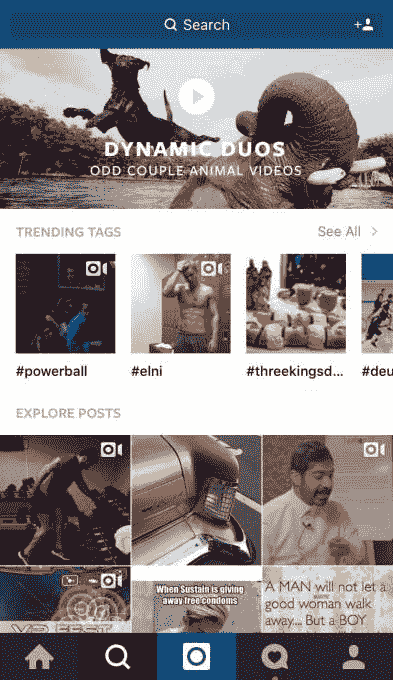 Search
DYNAMIC DUOS
ODD COUPLE ANIMAL VIDEOS
TRENDING TAGS
See All
#powerball
#elni
#threekingsd...
#deu
EXPLORE POSTS
When Sustain is giving
away free condoms
A MAN will not let a
good woman walk
away... But a BOY